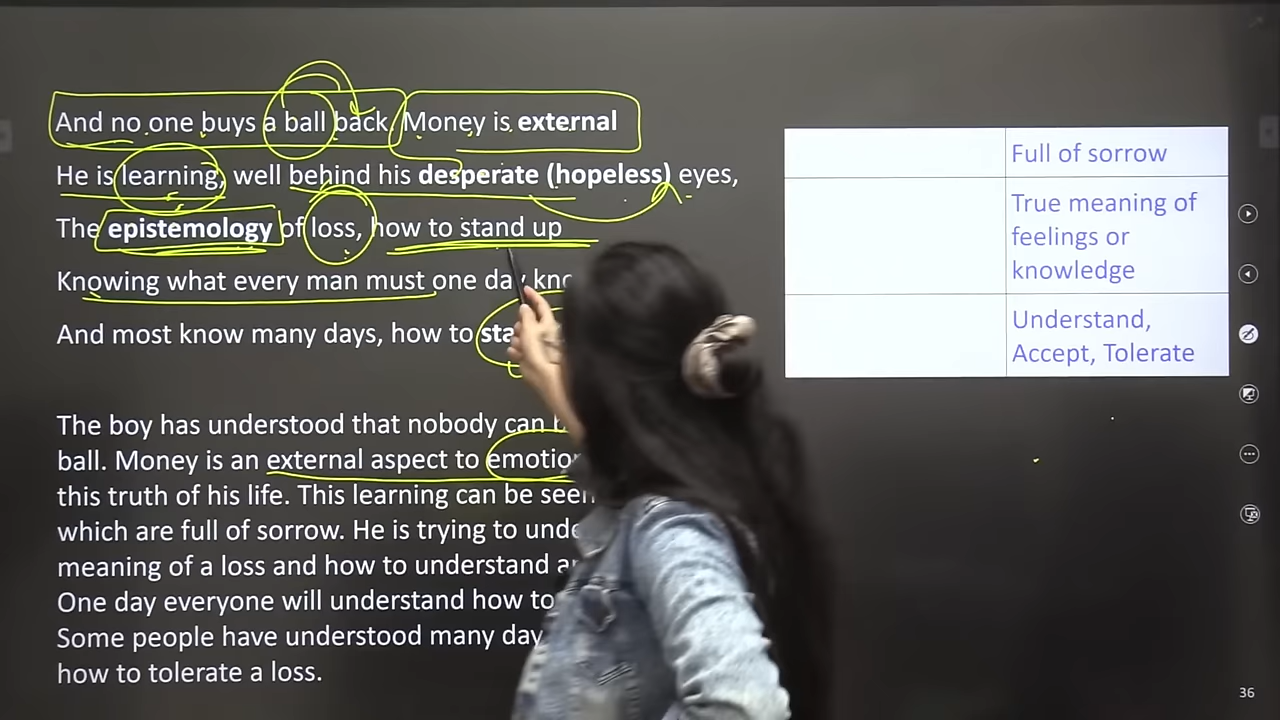 And no one buys a ball back. Money is external
He is learning, well behind his desperate (hopeless) eyes,
The epistemology of loss, how to stand up
Knowing what every man must one day
And most know many days, how to
The boy has understood that nobody can
ball. Money is an external aspect to
this truth of his life. This learning can be seen
which are full of sorrow. He is trying to
meaning of a loss and how to understand
One day everyone will understand how to
Some people have understood many
how to tolerate a loss.
Full of sorrow
True meaning of
feelings or
knowledge
Understand,
Accept, Tolerate
36